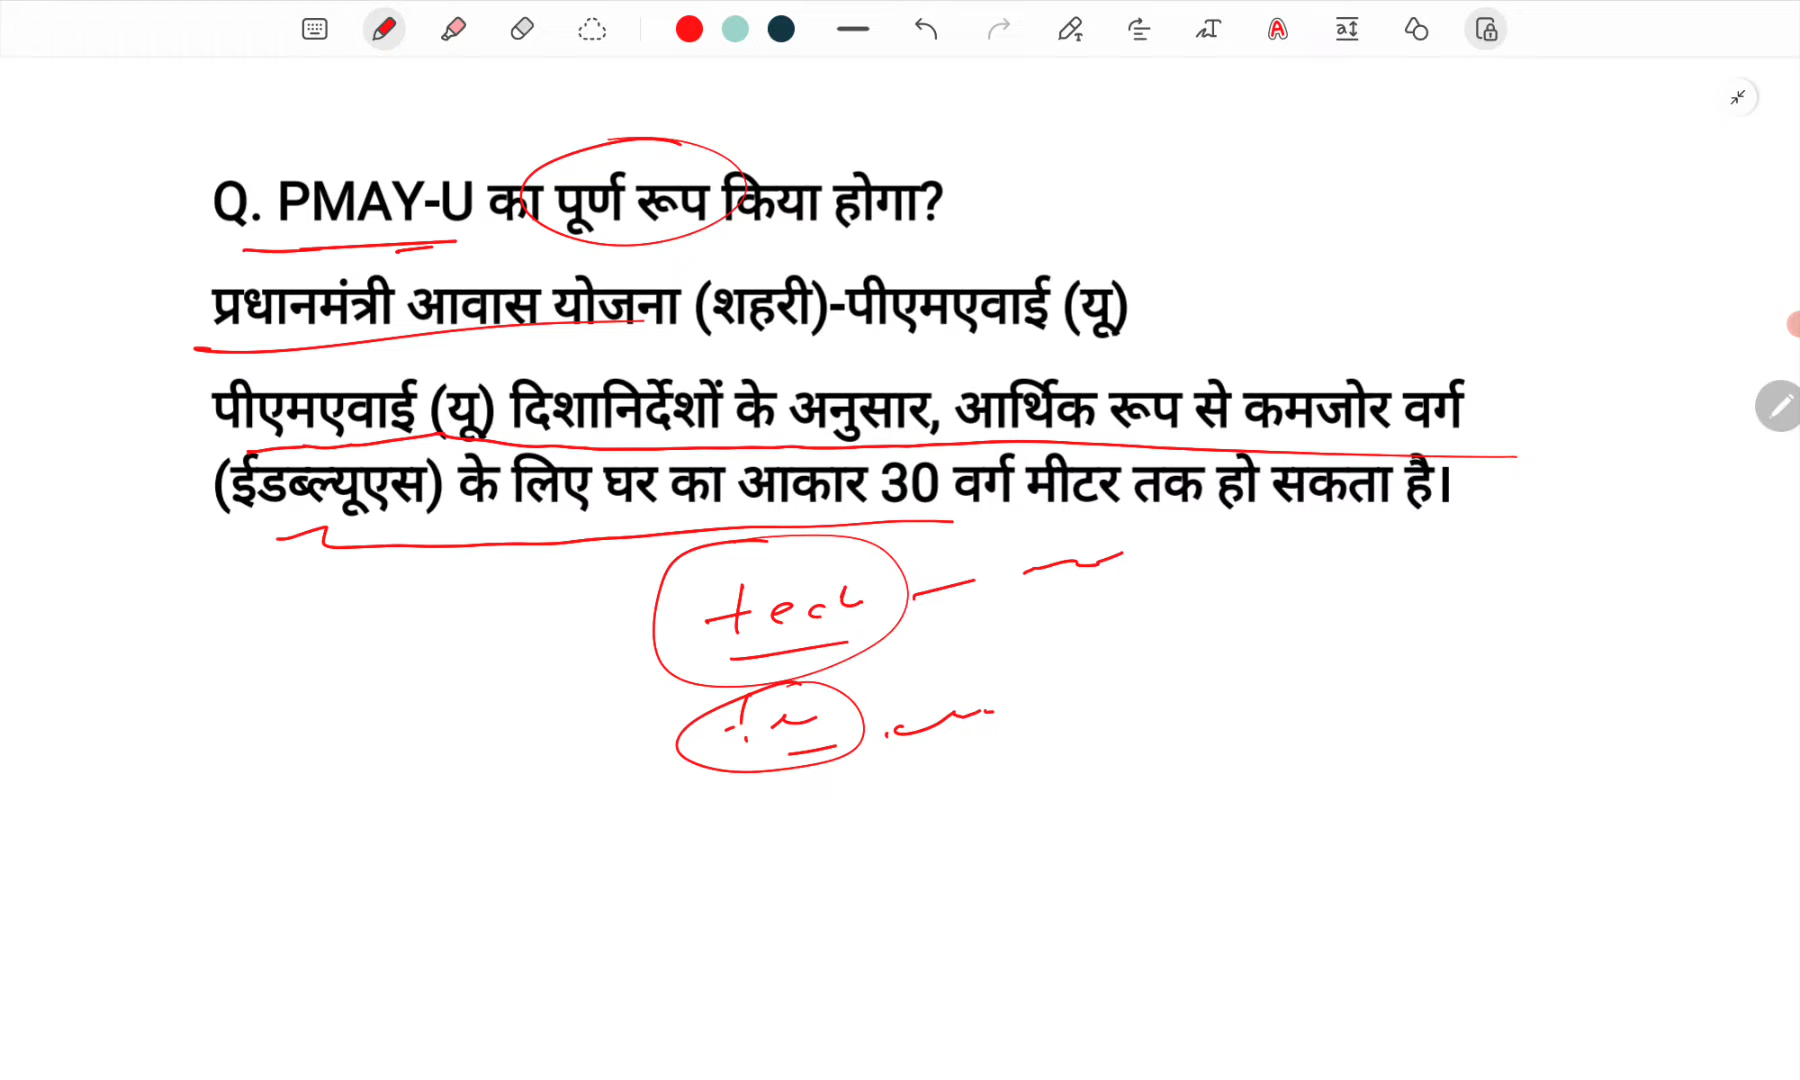 Q. PMAY-U का पूर्ण रूप किया होगा?
प्रधानमंत्री आवास योजना (शहरी)-पीएमएवाई (यू)
पीएमएवाई (यू) दिशानिर्देशों के अनुसार, आर्थिक रूप से कमजोर वर्ग
(ईडब्ल्यूएस) के लिए घर का आकार 30 वर्ग मीटर तक हो सकता है।
tech